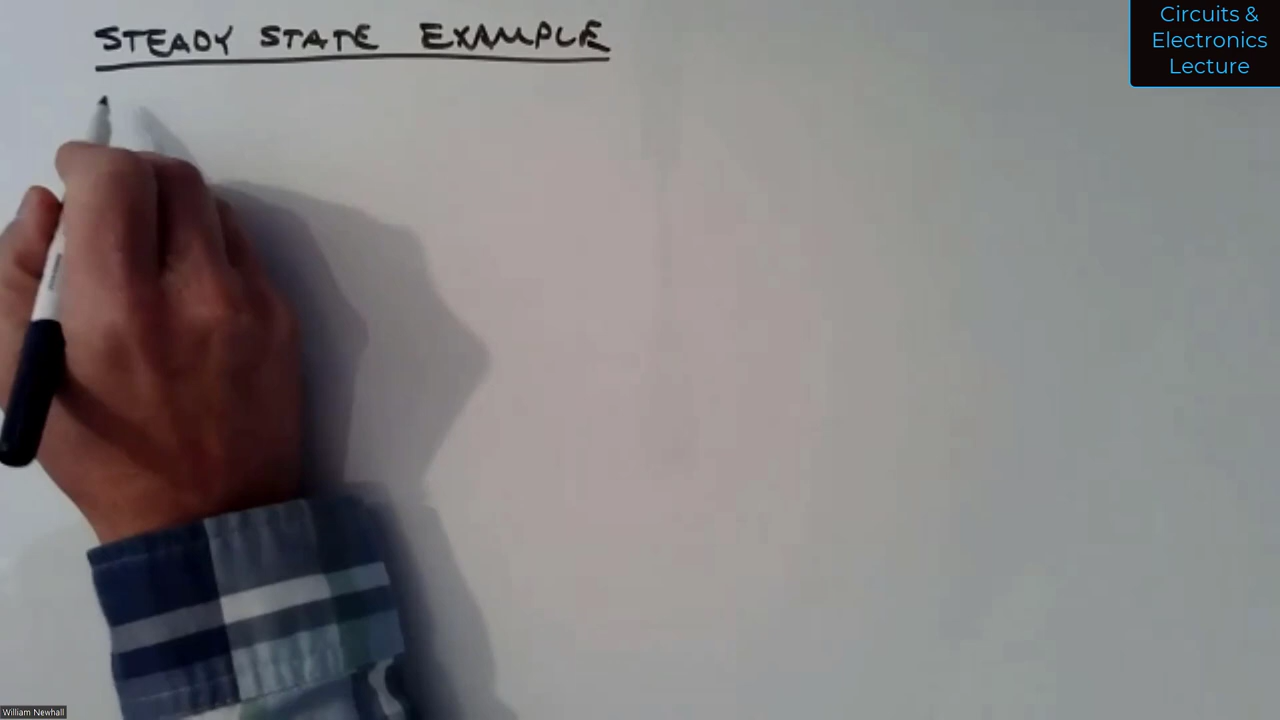 STEADY STATE EXAMPLE
Circuits &
Electronics
Lecture
William Newhall